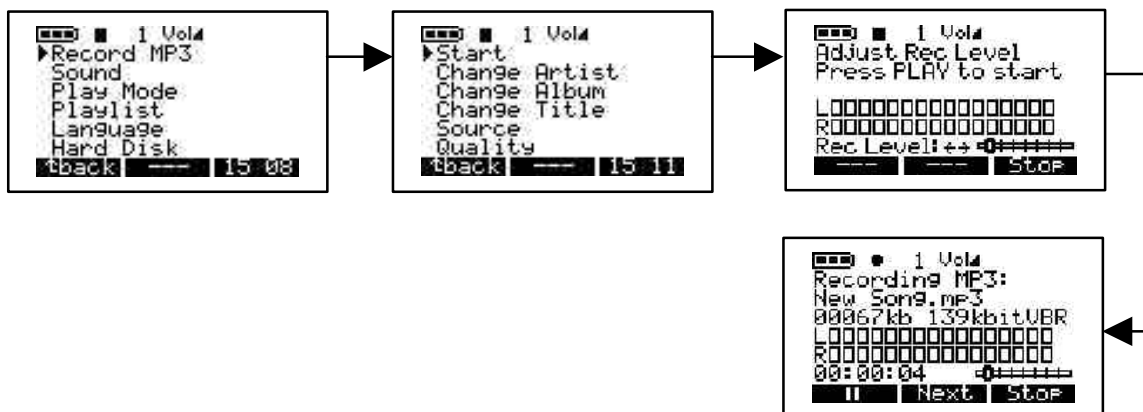 1 Vol
Record MP3
Sound
Play Mode
Playlist
Language
Hard Disk
back --- 15 08
1 Vol
Start
Change Artist
Change Album
Change Title
Source
Quality
back --- 15 11
1 Vol
Adjust Rec Level
Press PLAY to start
L
R
Rec Level:↔
--- --- Stop
1 Vol
Recording MP3:
New Song.mp3
00067kb 139kbitVBR
L
R
00:00:04
Next Stop